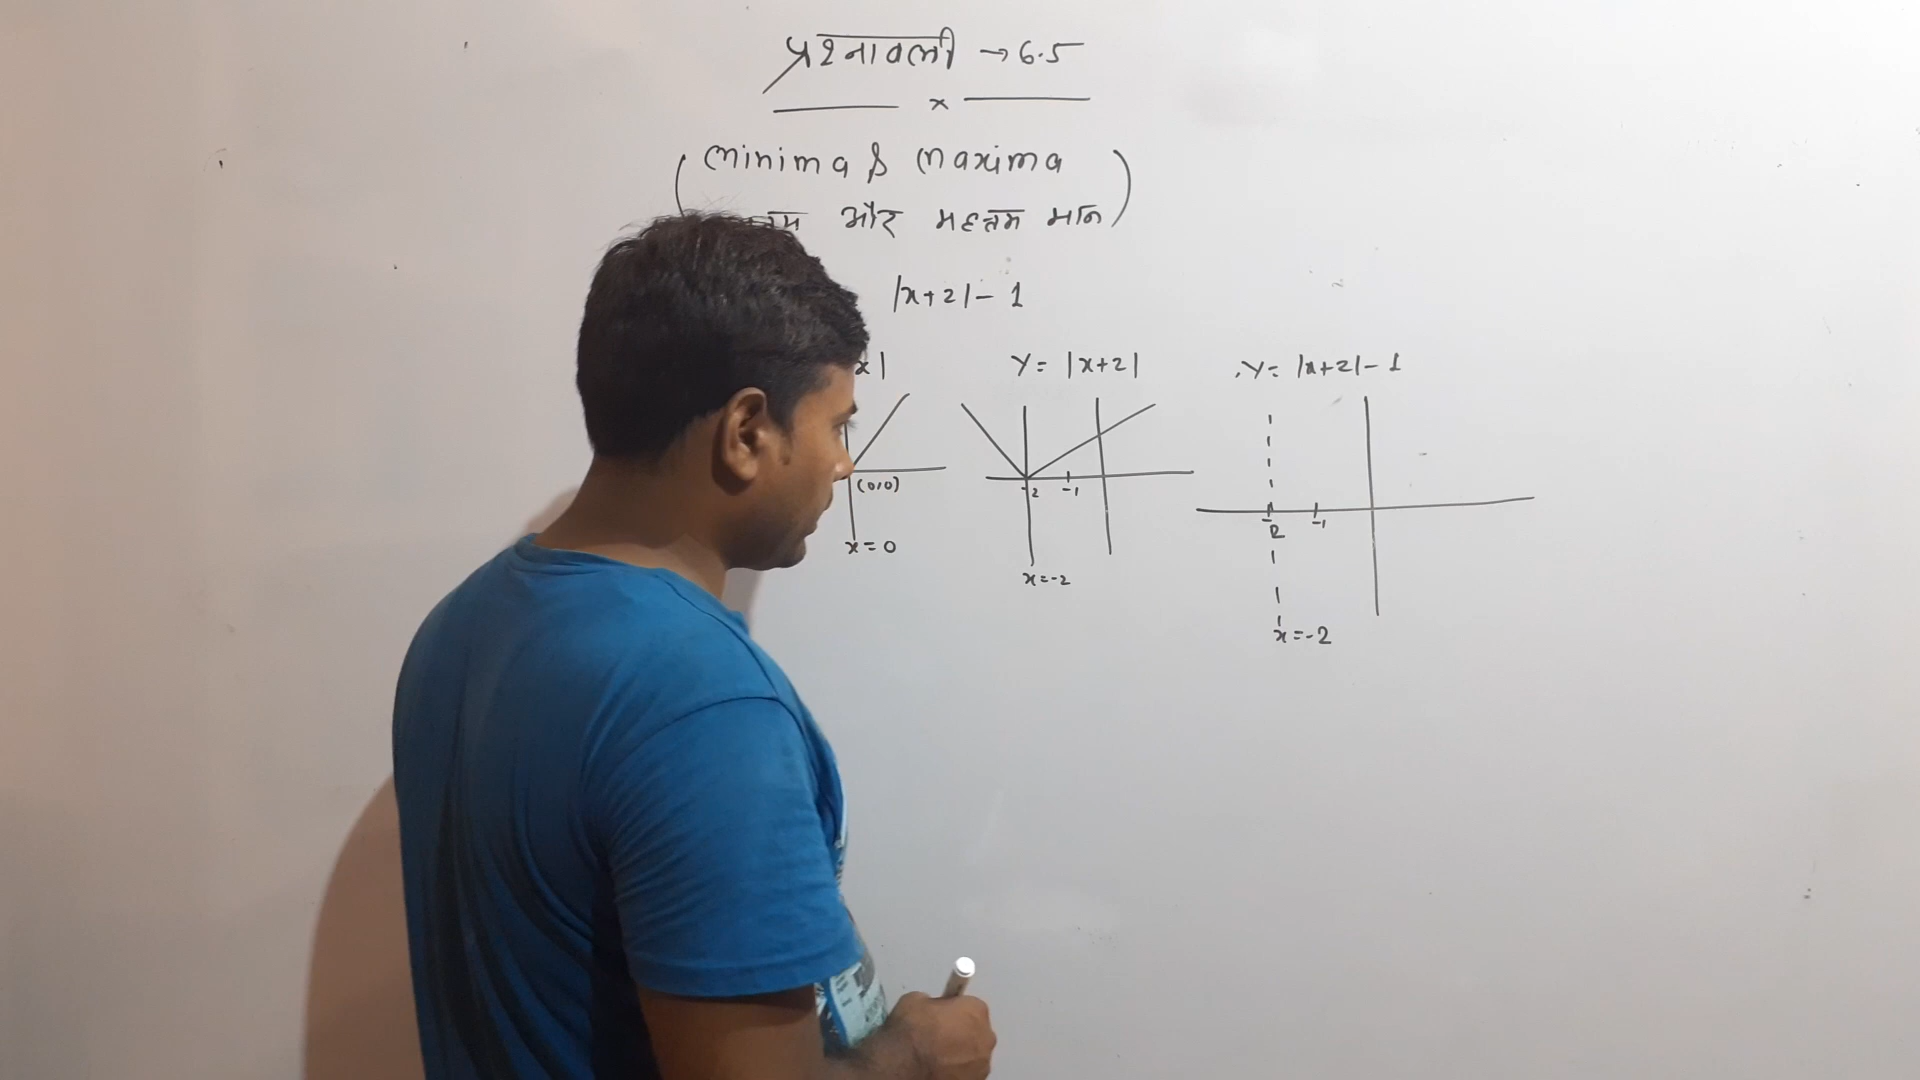 प्रश्नावली → 6.5
x
(minima & maxima
और महत्तम मान)
|x+2|- 1
x| Y= |x+2| .Y= |x+2|- 1
(0,0) -2 -1 -2 -1
x=0 x=-2 x=-2